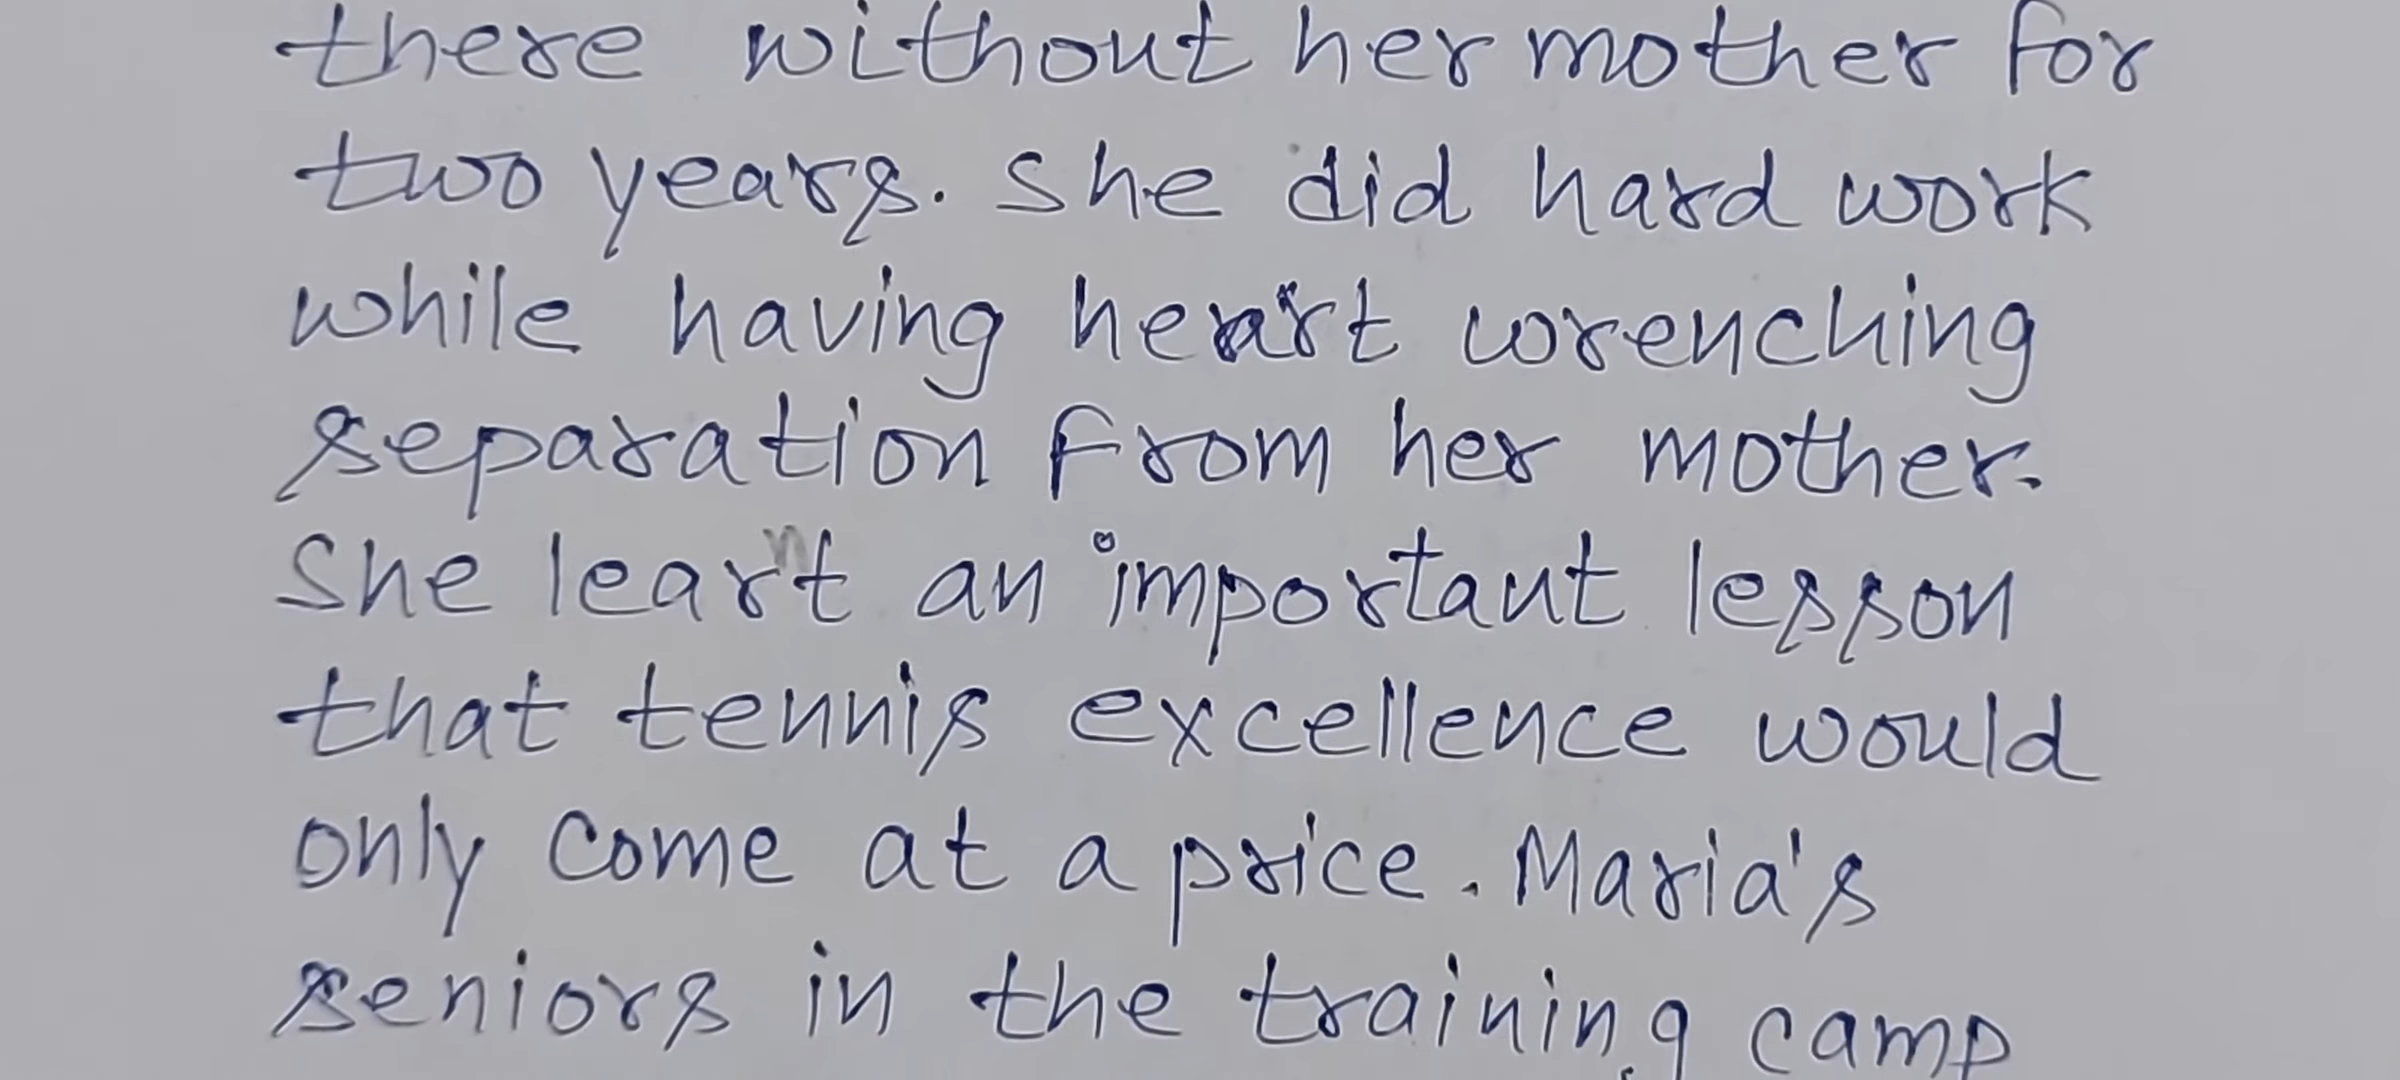 there without her mother for
two years. She did hard work
while having heart wrenching
separation from her mother.
She learnt an important lesson
that tennis excellence would
only come at a price. Maria's
seniors in the training camp